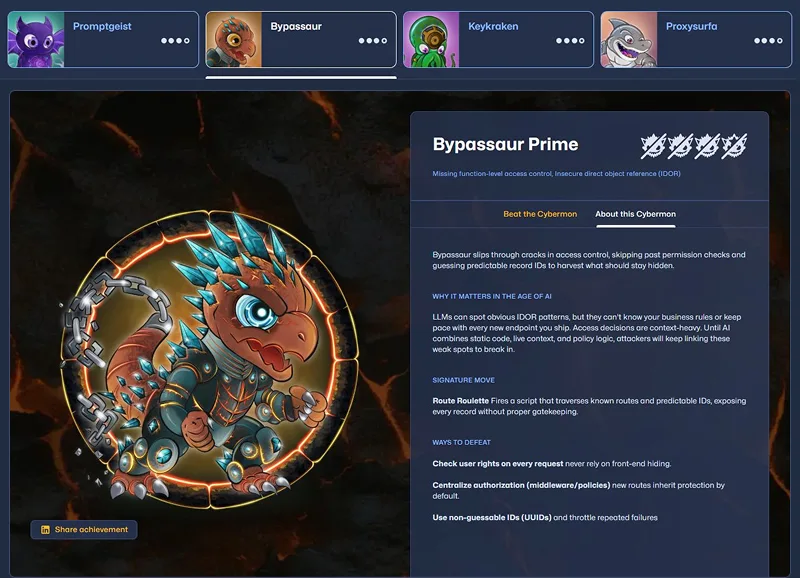 Promptgeist
Bypassaur
Keykraken
Proxysurfa
Bypassaur Prime
Missing function-level access control, Insecure direct object reference (IDOR)
Beat the Cybermon
About this Cybermon
Bypassaur slips through cracks in access control, skipping past permission checks and
guessing predictable record IDs to harvest what should stay hidden.
WHY IT MATTERS IN THE AGE OF AI
LLMs can spot obvious IDOR patterns, but they can't know your business rules or keep
pace with every new endpoint you ship. Access decisions are context-heavy. Until AI
combines static code, live context, and policy logic, attackers will keep linking these
weak spots to break in.
SIGNATURE MOVE
Route Roulette Fires a script that traverses known routes and predictable IDs, exposing
every record without proper gatekeeping.
WAYS TO DEFEAT
Check user rights on every request never rely on front-end hiding.
Centralize authorization (middleware/policies) new routes inherit protection by
default.
Use non-guessable IDs (UUIDs) and throttle repeated failures
in Share achievement